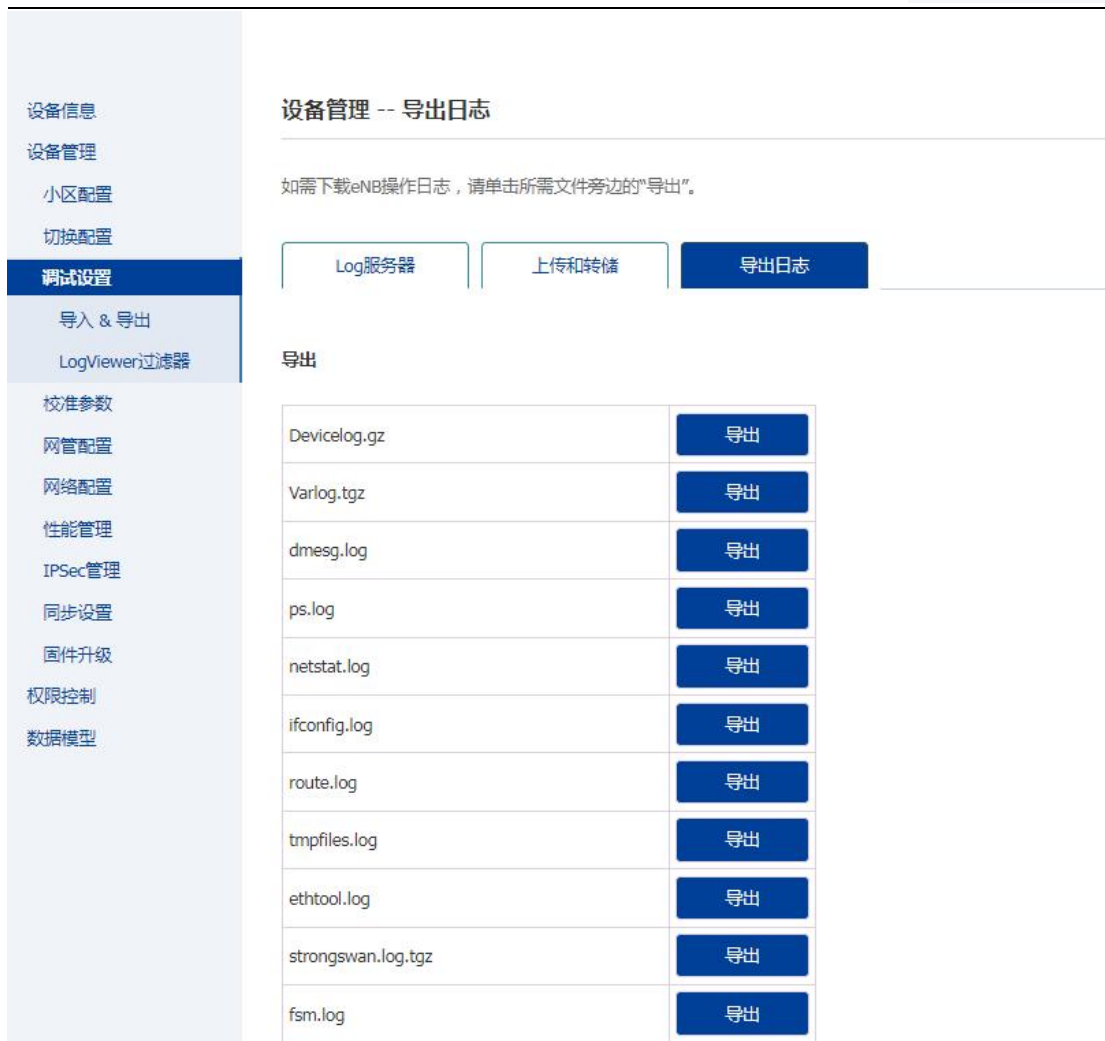 设备信息
设备管理
小区配置
切换配置
调试设置
导入 & 导出
LogViewer过滤器
校准参数
网管配置
网络配置
性能管理
IPSec管理
同步设置
固件升级
权限控制
数据模型
设备管理 -- 导出日志
如需下载eNB操作日志，请单击所需文件旁边的“导出”。
Log服务器 上传和转储 导出日志
导出
Devicelog.gz 导出
Varlog.tgz 导出
dmesg.log 导出
ps.log 导出
netstat.log 导出
ifconfig.log 导出
route.log 导出
tmpfiles.log 导出
ethtool.log 导出
strongswan.log.tgz 导出
fsm.log 导出